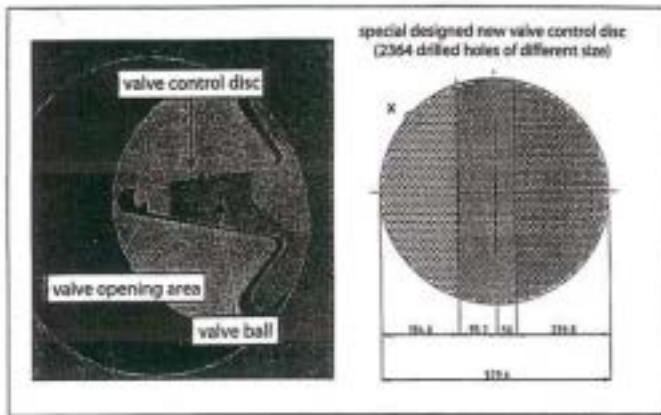 special designed new valve control disc
(2364 drilled holes of different size)
valve control disc
X
valve opening area
valve ball